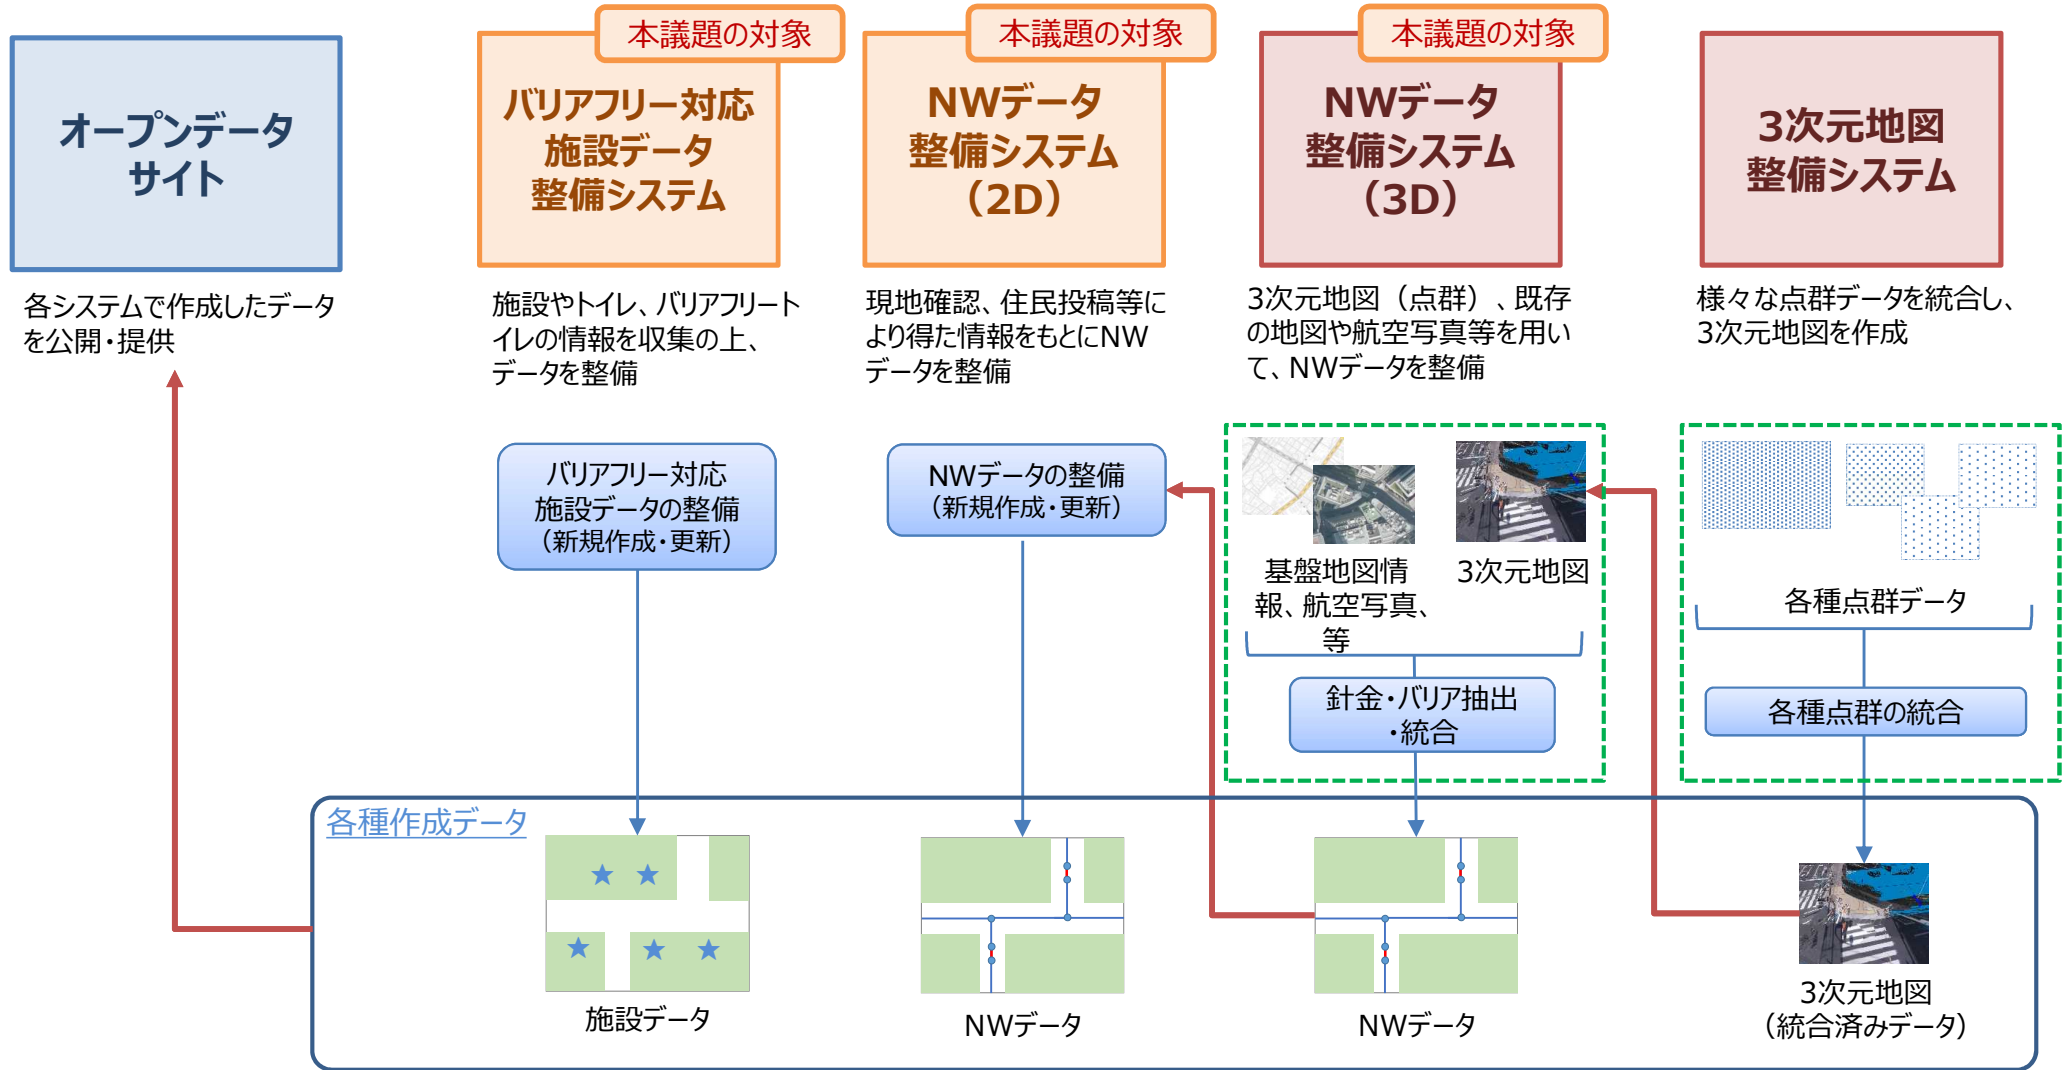 オープンデータ
サイト
各システムで作成したデータ
を公開・提供
本議題の対象
バリアフリー対応
施設データ
整備システム
施設やトイレ、バリアフリート
イレの情報を収集の上、
データを整備
バリアフリー対応
施設データの整備
（新規作成・更新）
本議題の対象
NWデータ
整備システム
（2D）
現地確認、住民投稿等に
より得た情報をもとにNW
データを整備
NWデータの整備
（新規作成・更新）
本議題の対象
NWデータ
整備システム
（3D）
3次元地図（点群）、既存
の地図や航空写真等を用い
て、NWデータを整備
基盤地図情
報、航空写真、
等
3次元地図
針金・バリア抽出
・統合
3次元地図
整備システム
様々な点群データを統合し、
3次元地図を作成
各種点群データ
各種点群の統合
各種作成データ
施設データ
NWデータ
NWデータ
3次元地図
（統合済みデータ）